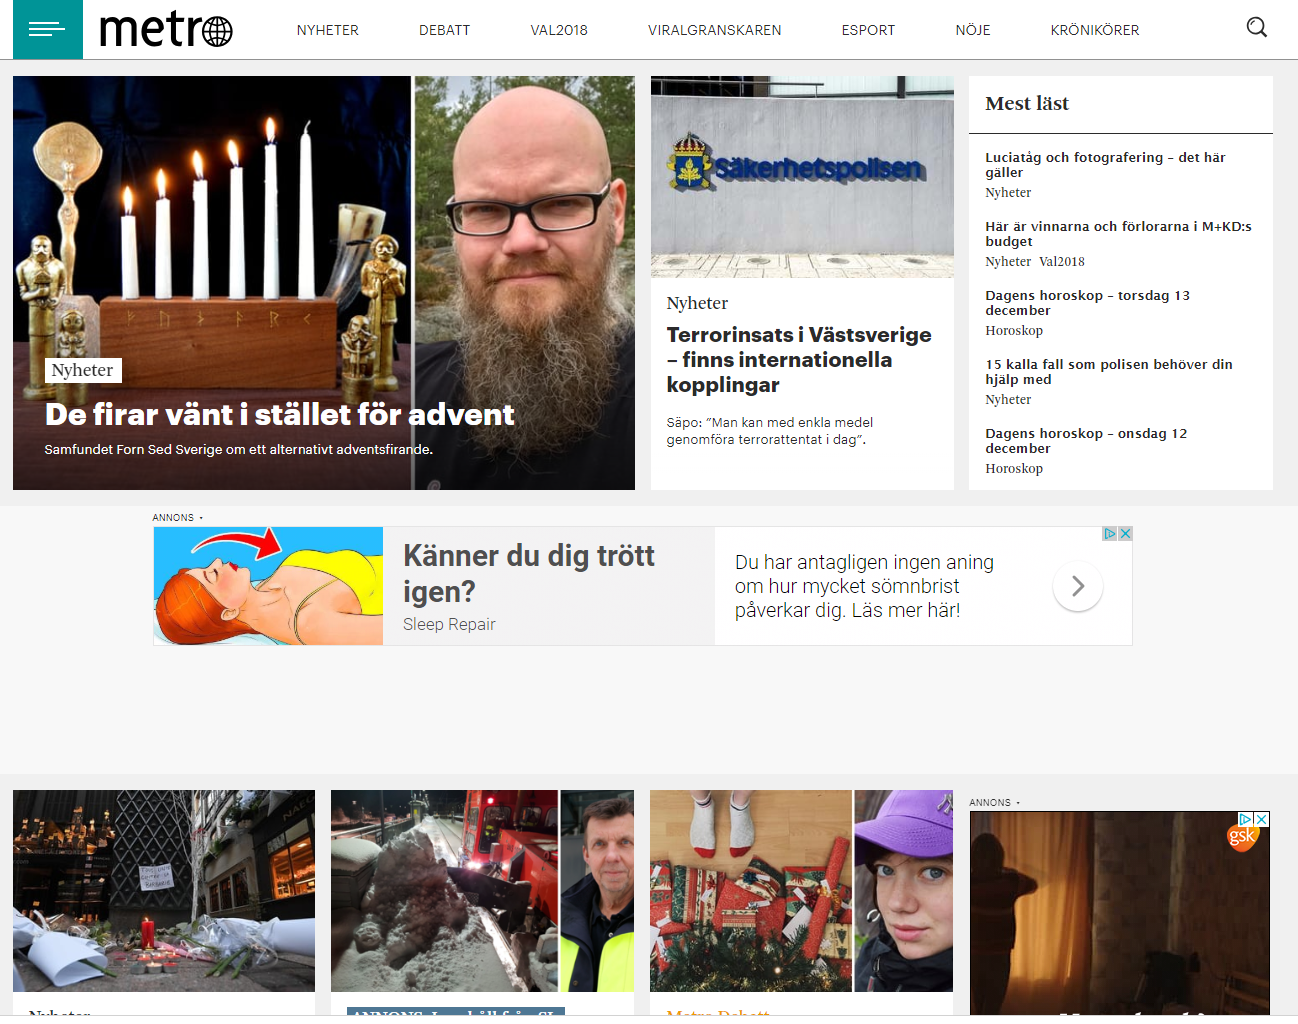 metro
NYHETER
DEBATT
VAL2018
VIRALGRANSKAREN
ESPORT
NÖJE
KRÖNIKÖRER
Nyheter
De firar vänt i stället för advent
Samfundet Forn Sed Sverige om ett alternativt adventsfirande.
Säkerhetspolisen
Nyheter
Terrorinsats i Västsverige
– finns internationella
kopplingar
Säpo: ”Man kan med enkla medel
genomföra terrorattentat i dag”.
Mest läst
Luciatåg och fotografering – det här
gäller
Nyheter
Här är vinnarna och förlorarna i M+KD:s
budget
Nyheter Val2018
Dagens horoskop – torsdag 13
december
Horoskop
15 kalla fall som polisen behöver din
hjälp med
Nyheter
Dagens horoskop – onsdag 12
december
Horoskop
ANNONS
Känner du dig trött
igen?
Sleep Repair
Du har antagligen ingen aning
om hur mycket sömnbrist
påverkar dig. Läs mer här!
ANNONS
gsk
Nyheter
Metro Debatt